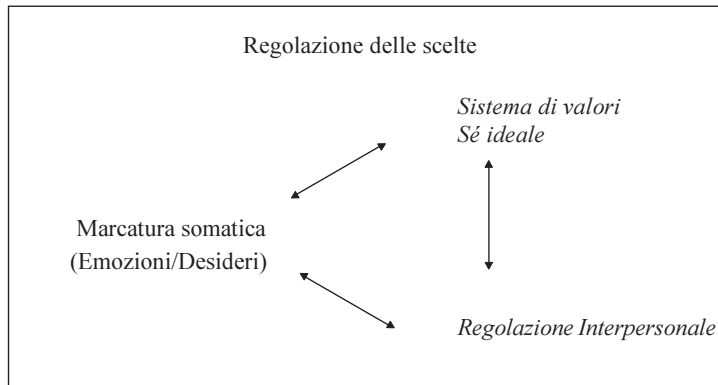 Regolazione delle scelte
Sistema di valori
Sé ideale
Marcatura somatica
(Emozioni/Desideri)
Regolazione Interpersonale